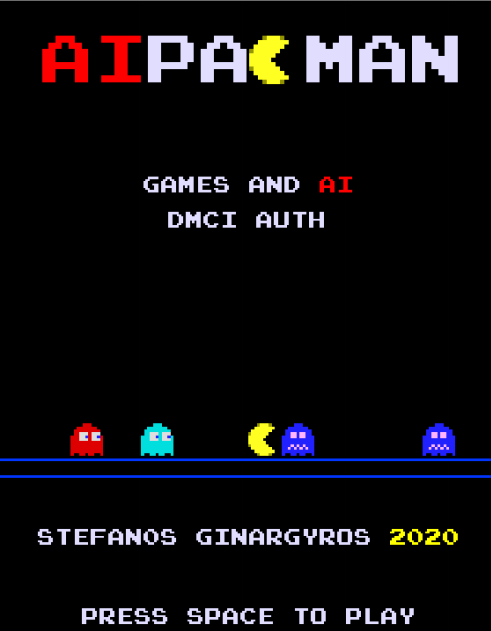 AIPACMAN
GAMES AND AI
DMCI AUTH
STEFANOS GINARGYROS 2020
PRESS SPACE TO PLAY